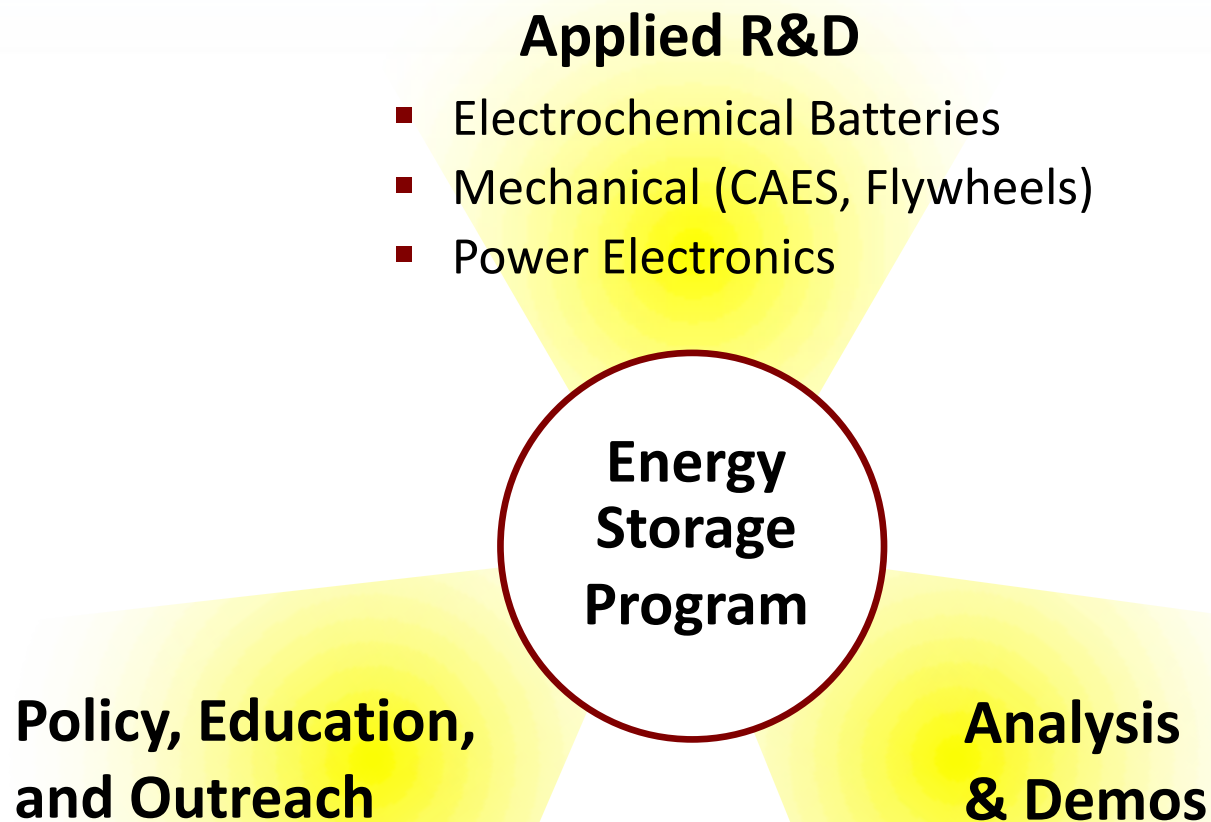 Applied R&D
▪ Electrochemical Batteries
▪ Mechanical (CAES, Flywheels)
▪ Power Electronics
Energy
Storage
Program
Policy, Education,
and Outreach
Analysis
& Demos